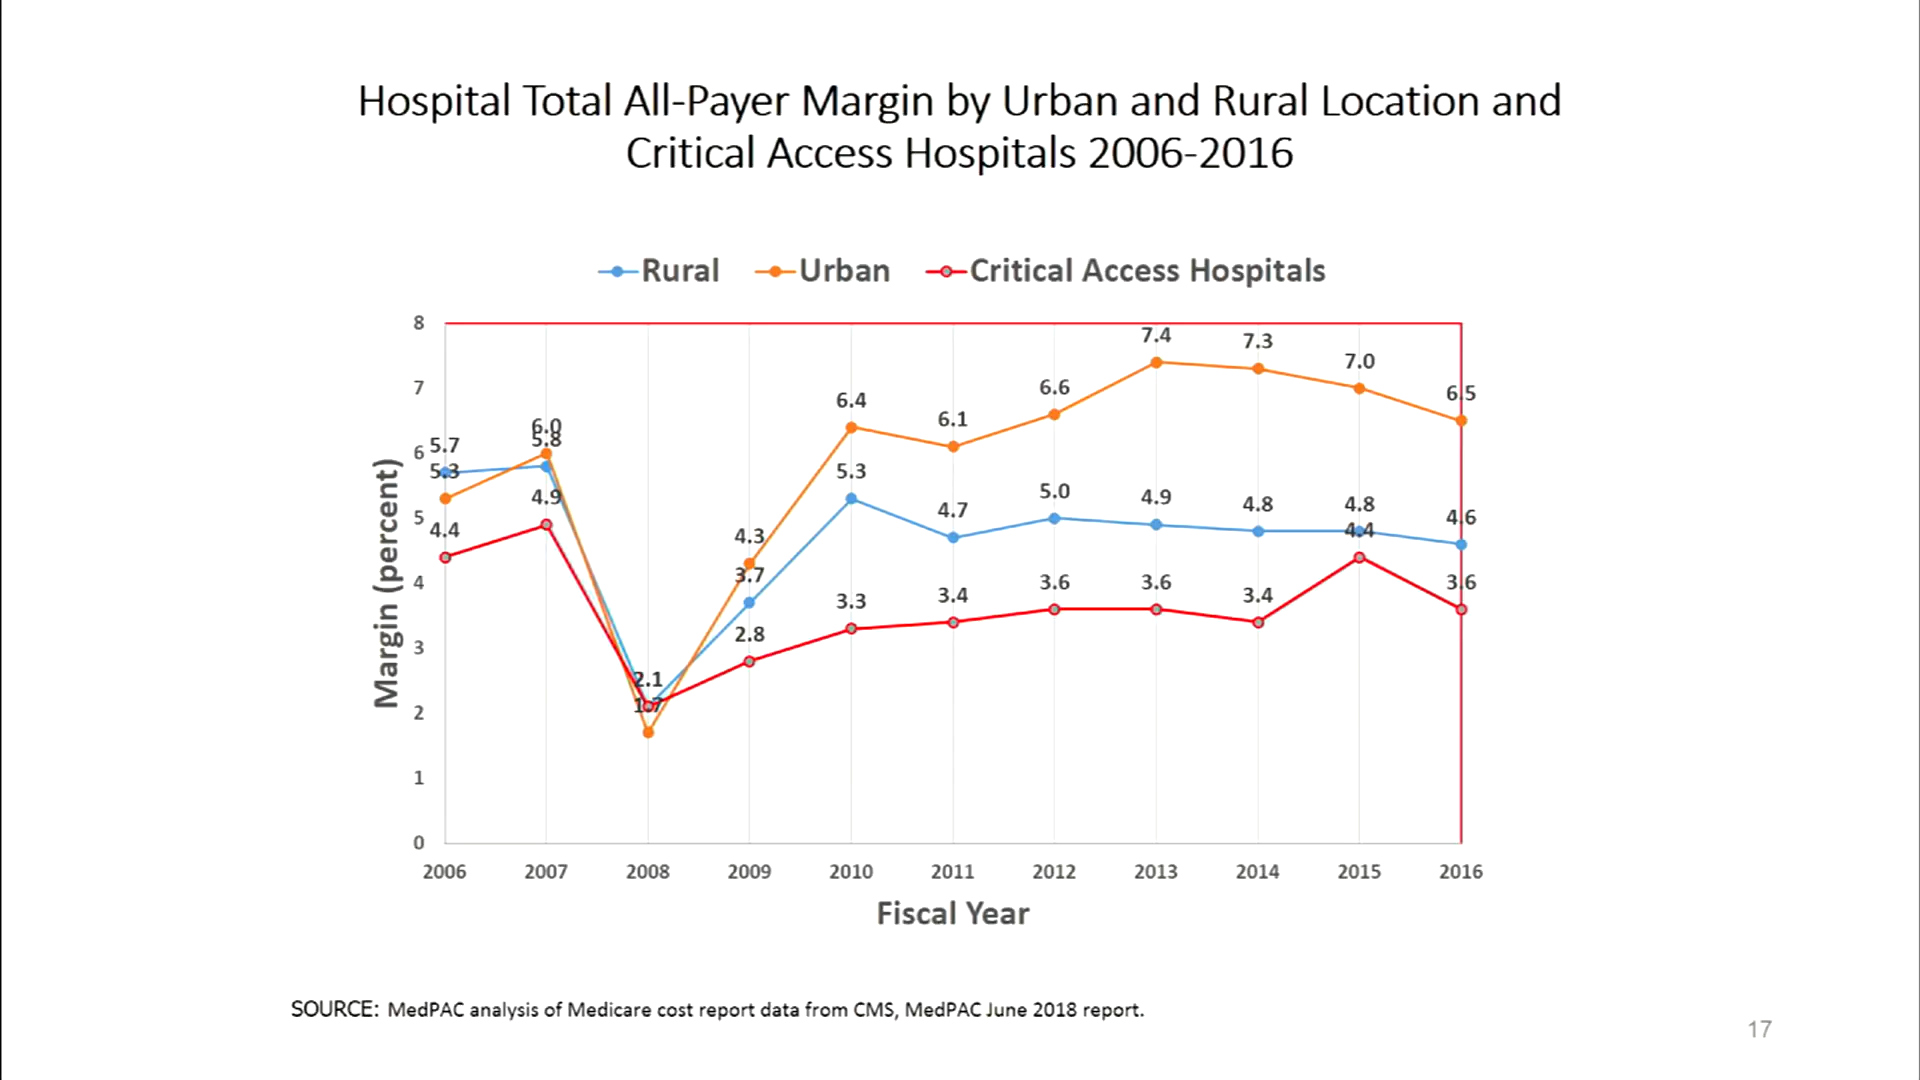 Hospital Total All-Payer Margin by Urban and Rural Location and
Critical Access Hospitals 2006-2016
Rural Urban Critical Access Hospitals
8
7
6
5
4
3
2
1
0
Margin (percent)
5.7 5.8 2.1 3.7 5.3 4.7 5.0 4.9 4.8 4.8 4.6
5.3 6.0 1.7 4.3 6.4 6.1 6.6 7.4 7.3 7.0 6.5
4.4 4.9 2.1 2.8 3.3 3.4 3.6 3.6 3.4 4.4 3.6
2006 2007 2008 2009 2010 2011 2012 2013 2014 2015 2016
Fiscal Year
SOURCE: MedPAC analysis of Medicare cost report data from CMS, MedPAC June 2018 report.
17